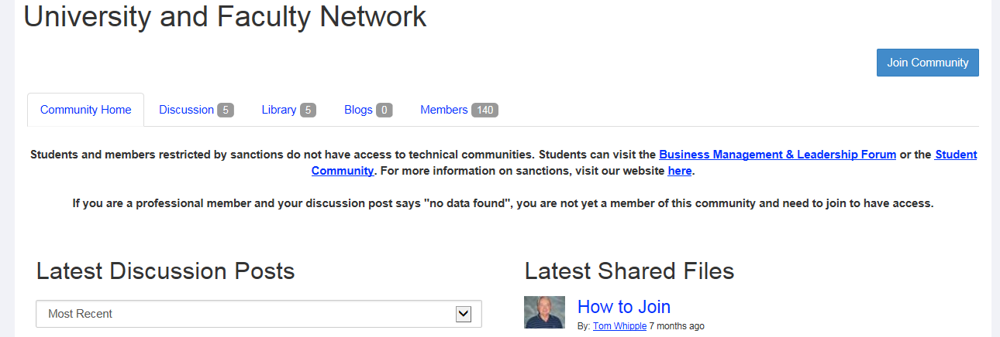 University and Faculty Network
Join Community
Community Home Discussion 5 Library 5 Blogs 0 Members 140
Students and members restricted by sanctions do not have access to technical communities. Students can visit the Business Management & Leadership Forum or the Student
Community. For more information on sanctions, visit our website here.
If you are a professional member and your discussion post says "no data found", you are not yet a member of this community and need to join to have access.
Latest Discussion Posts
Most Recent
Latest Shared Files
How to Join
By: Tom Whipple 7 months ago